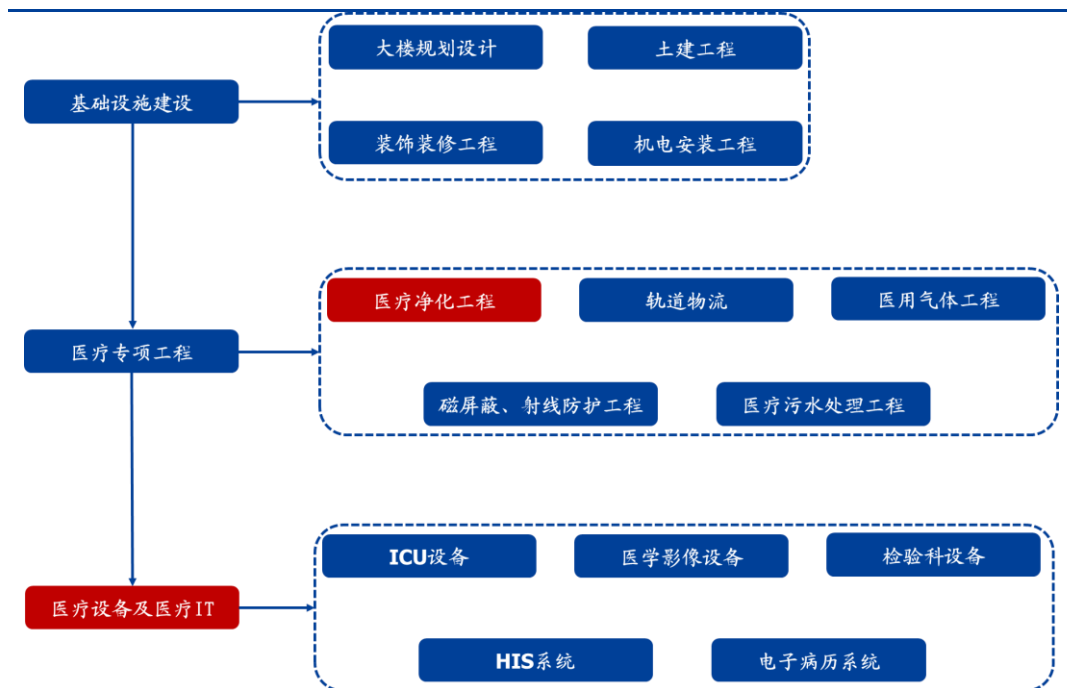 大楼规划设计
土建工程
基础设施建设
装饰装修工程
机电安装工程
医疗净化工程
轨道物流
医用气体工程
医疗专项工程
磁屏蔽、射线防护工程
医疗污水处理工程
ICU设备
医学影像设备
检验科设备
医疗设备及医疗IT
HIS系统
电子病历系统